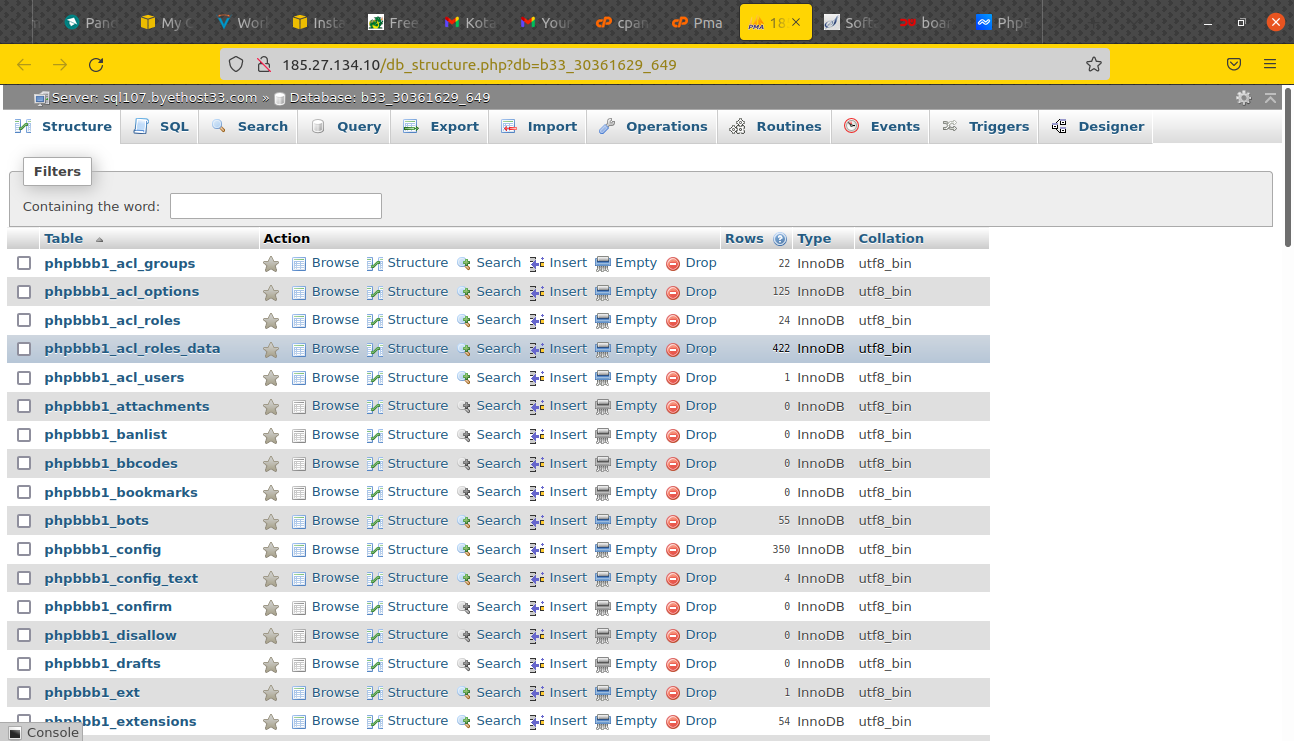 Pand My C Work Insta Free Kota Your cpan Pma 18 Soft boar PhpB
185.27.134.10/db_structure.php?db=b33_30361629_649
Server: sql107.byethost33.com » Database: b33_30361629_649
Structure SQL Search Query Export Import Operations Routines Events Triggers Designer
Filters
Containing the word:
Table Action Rows Type Collation
phpbbb1_acl_groups Browse Structure Search Insert Empty Drop 22 InnoDB utf8_bin
phpbbb1_acl_options Browse Structure Search Insert Empty Drop 125 InnoDB utf8_bin
phpbbb1_acl_roles Browse Structure Search Insert Empty Drop 24 InnoDB utf8_bin
phpbbb1_acl_roles_data Browse Structure Search Insert Empty Drop 422 InnoDB utf8_bin
phpbbb1_acl_users Browse Structure Search Insert Empty Drop 1 InnoDB utf8_bin
phpbbb1_attachments Browse Structure Search Insert Empty Drop 0 InnoDB utf8_bin
phpbbb1_banlist Browse Structure Search Insert Empty Drop 0 InnoDB utf8_bin
phpbbb1_bbcodes Browse Structure Search Insert Empty Drop 0 InnoDB utf8_bin
phpbbb1_bookmarks Browse Structure Search Insert Empty Drop 0 InnoDB utf8_bin
phpbbb1_bots Browse Structure Search Insert Empty Drop 55 InnoDB utf8_bin
phpbbb1_config Browse Structure Search Insert Empty Drop 350 InnoDB utf8_bin
phpbbb1_config_text Browse Structure Search Insert Empty Drop 4 InnoDB utf8_bin
phpbbb1_confirm Browse Structure Search Insert Empty Drop 0 InnoDB utf8_bin
phpbbb1_disallow Browse Structure Search Insert Empty Drop 0 InnoDB utf8_bin
phpbbb1_drafts Browse Structure Search Insert Empty Drop 0 InnoDB utf8_bin
phpbbb1_ext Browse Structure Search Insert Empty Drop 1 InnoDB utf8_bin
phpbbb1_extensions Browse Structure Search Insert Empty Drop 54 InnoDB utf8_bin
Console